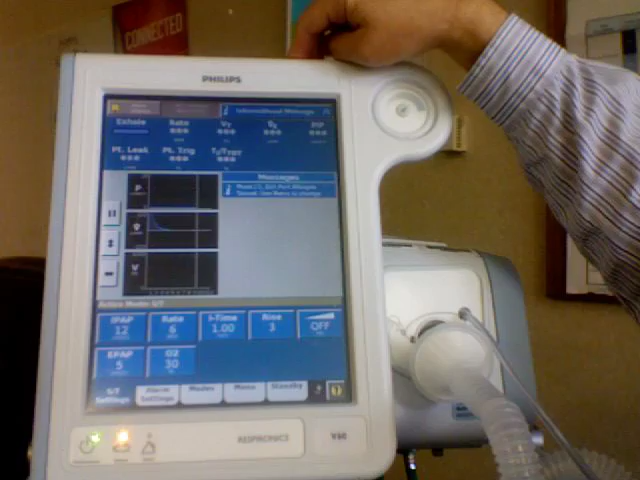 CONNECTED
PHILIPS
Informational Message
Exhale Rate VT V̇E PIP
Pt. Leak Pt. Trig TI/TTOT
Messages
P
V̇
V
Active Mode: S/T
IPAP Rate I-Time Rise
12 6 1.00 3 OFF
EPAP O2
5 30
S/T Settings Alarm Settings Modes Menu Standby
RESPIRONICS V60